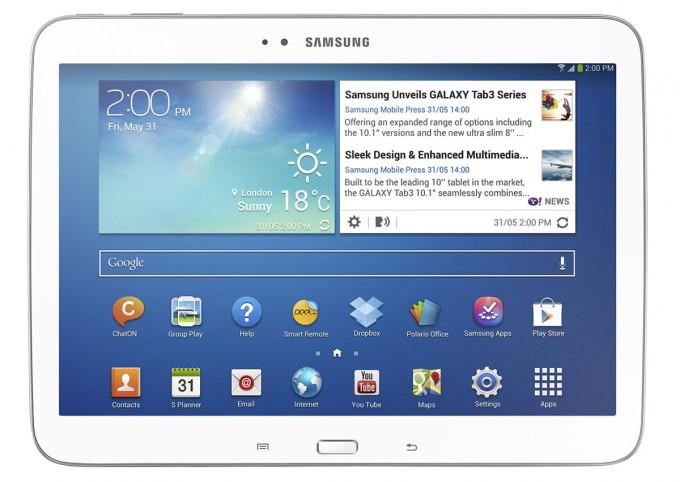 SAMSUNG
2:00 PM
2:00 PM
Fri, May 31
London
Sunny 18°C
31/05 2:00 PM
Samsung Unveils GALAXY Tab3 Series
Samsung Mobile Press 31/05 14:00
Offering an expanded range of options including
the 10.1" versions and the new ultra slim 8" ...
Sleek Design & Enhanced Multimedia...
Samsung Mobile Press 31/05 14:00
Built to be the leading 10" tablet in the market,
the GALAXY Tab3 10.1" seamlessly combines...
Y! NEWS
31/05 2:00 PM
Google
C
ChatON
Group Play
?
Help
Smart Remote
Dropbox
Polaris Office
Samsung Apps
Play Store
Contacts
31
S Planner
@
Email
Internet
You
Tube
You Tube
g
Maps
Settings
Apps